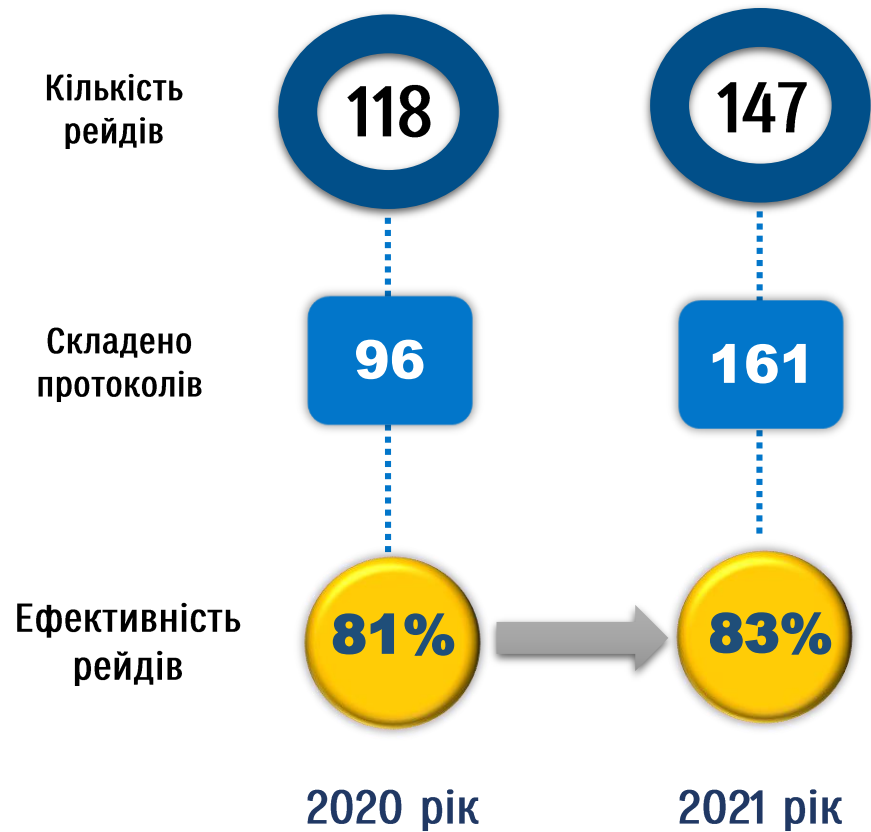 Кількість
рейдів
118
147
Складено
протоколів
96
161
Ефективність
рейдів
81%
83%
2020 рік
2021 рік